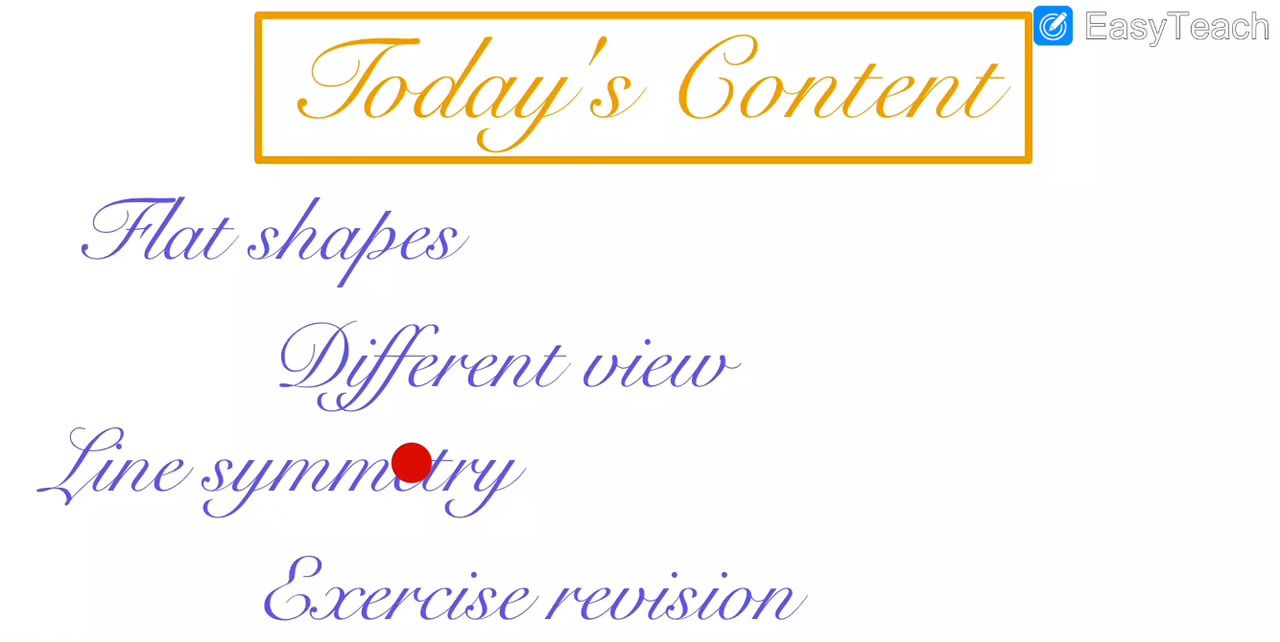 Today's Content
EasyTeach
Flat shapes
Different view
Line symmetry
Exercise revision